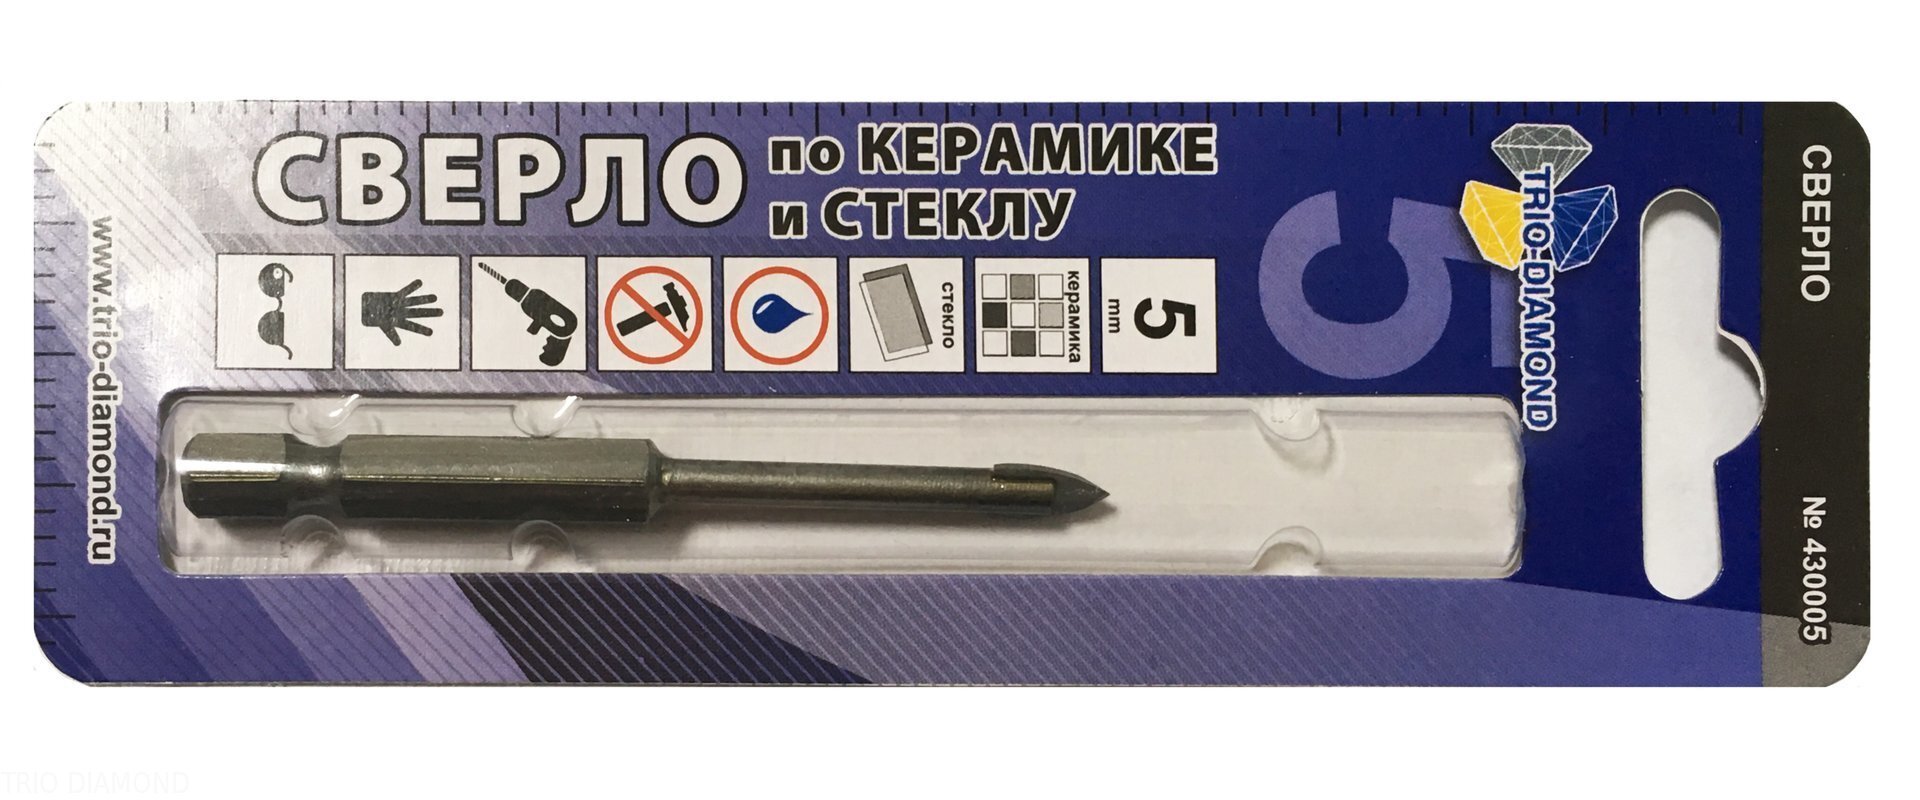 СВЕРЛО
по КЕРАМИКЕ
и СТЕКЛУ
стекло
керамика
5
mm
5
TRIO-DIAMOND
СВЕРЛО
№ 430005
www.trio-diamond.ru
TRIO DIAMOND